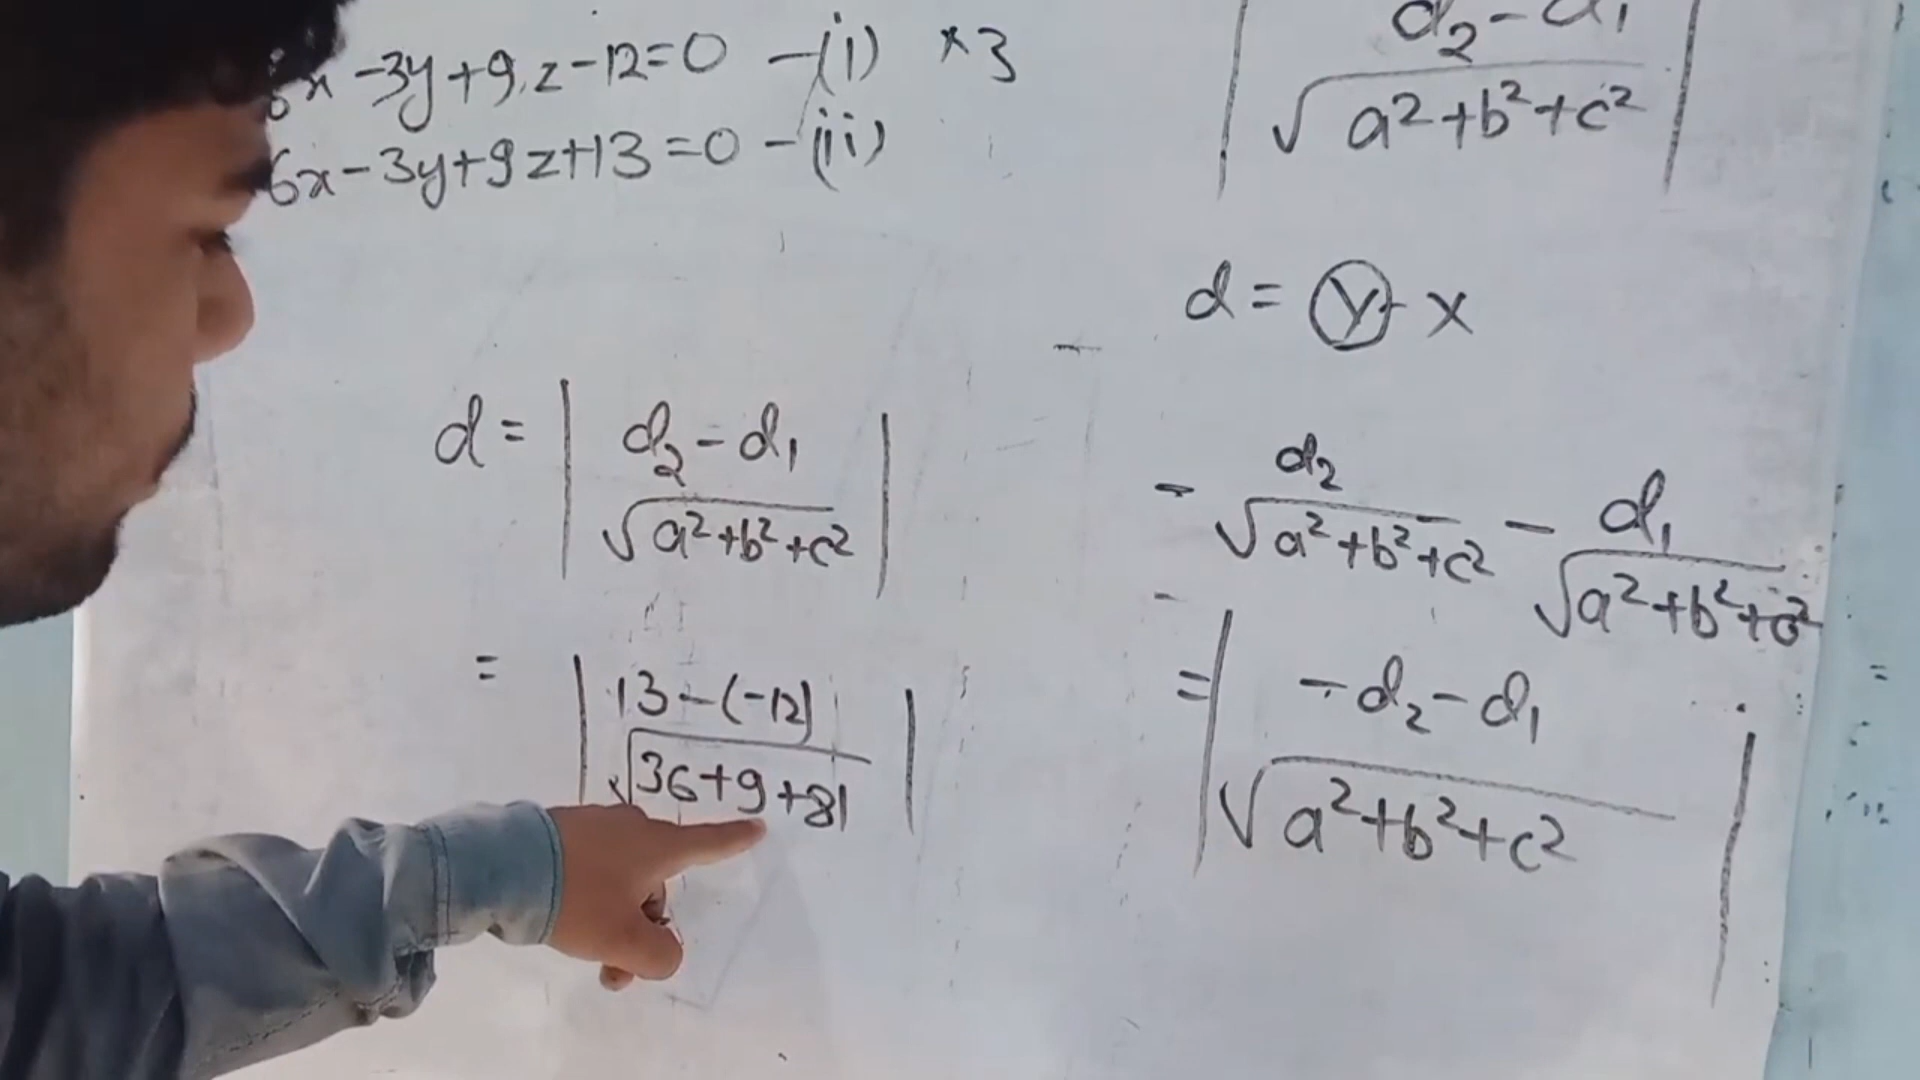 6x-3y+9z-12=0 -(i) ×3
6x-3y+9z+13=0 -(ii)
d = | d₂-d₁
√a²+b²+c² |
= | 13-(-12)
√36+9+81 |
| d₂-d₁
√a²+b²+c² |
d = y - x
- d₂/√a²+b²+c² - d₁/√a²+b²+c²
= | -d₂-d₁
√a²+b²+c² |